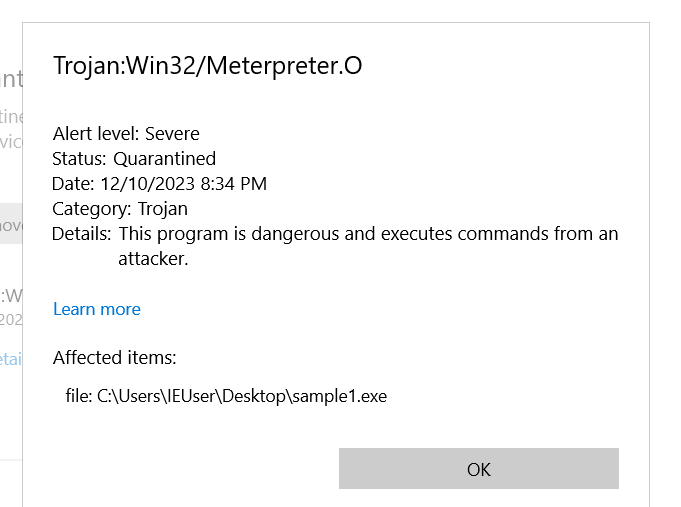 Trojan:Win32/Meterpreter.O
Alert level: Severe
Status: Quarantined
Date: 12/10/2023 8:34 PM
Category: Trojan
Details: This program is dangerous and executes commands from an
attacker.
Learn more
Affected items:
file: C:\Users\IEUser\Desktop\sample1.exe
OK